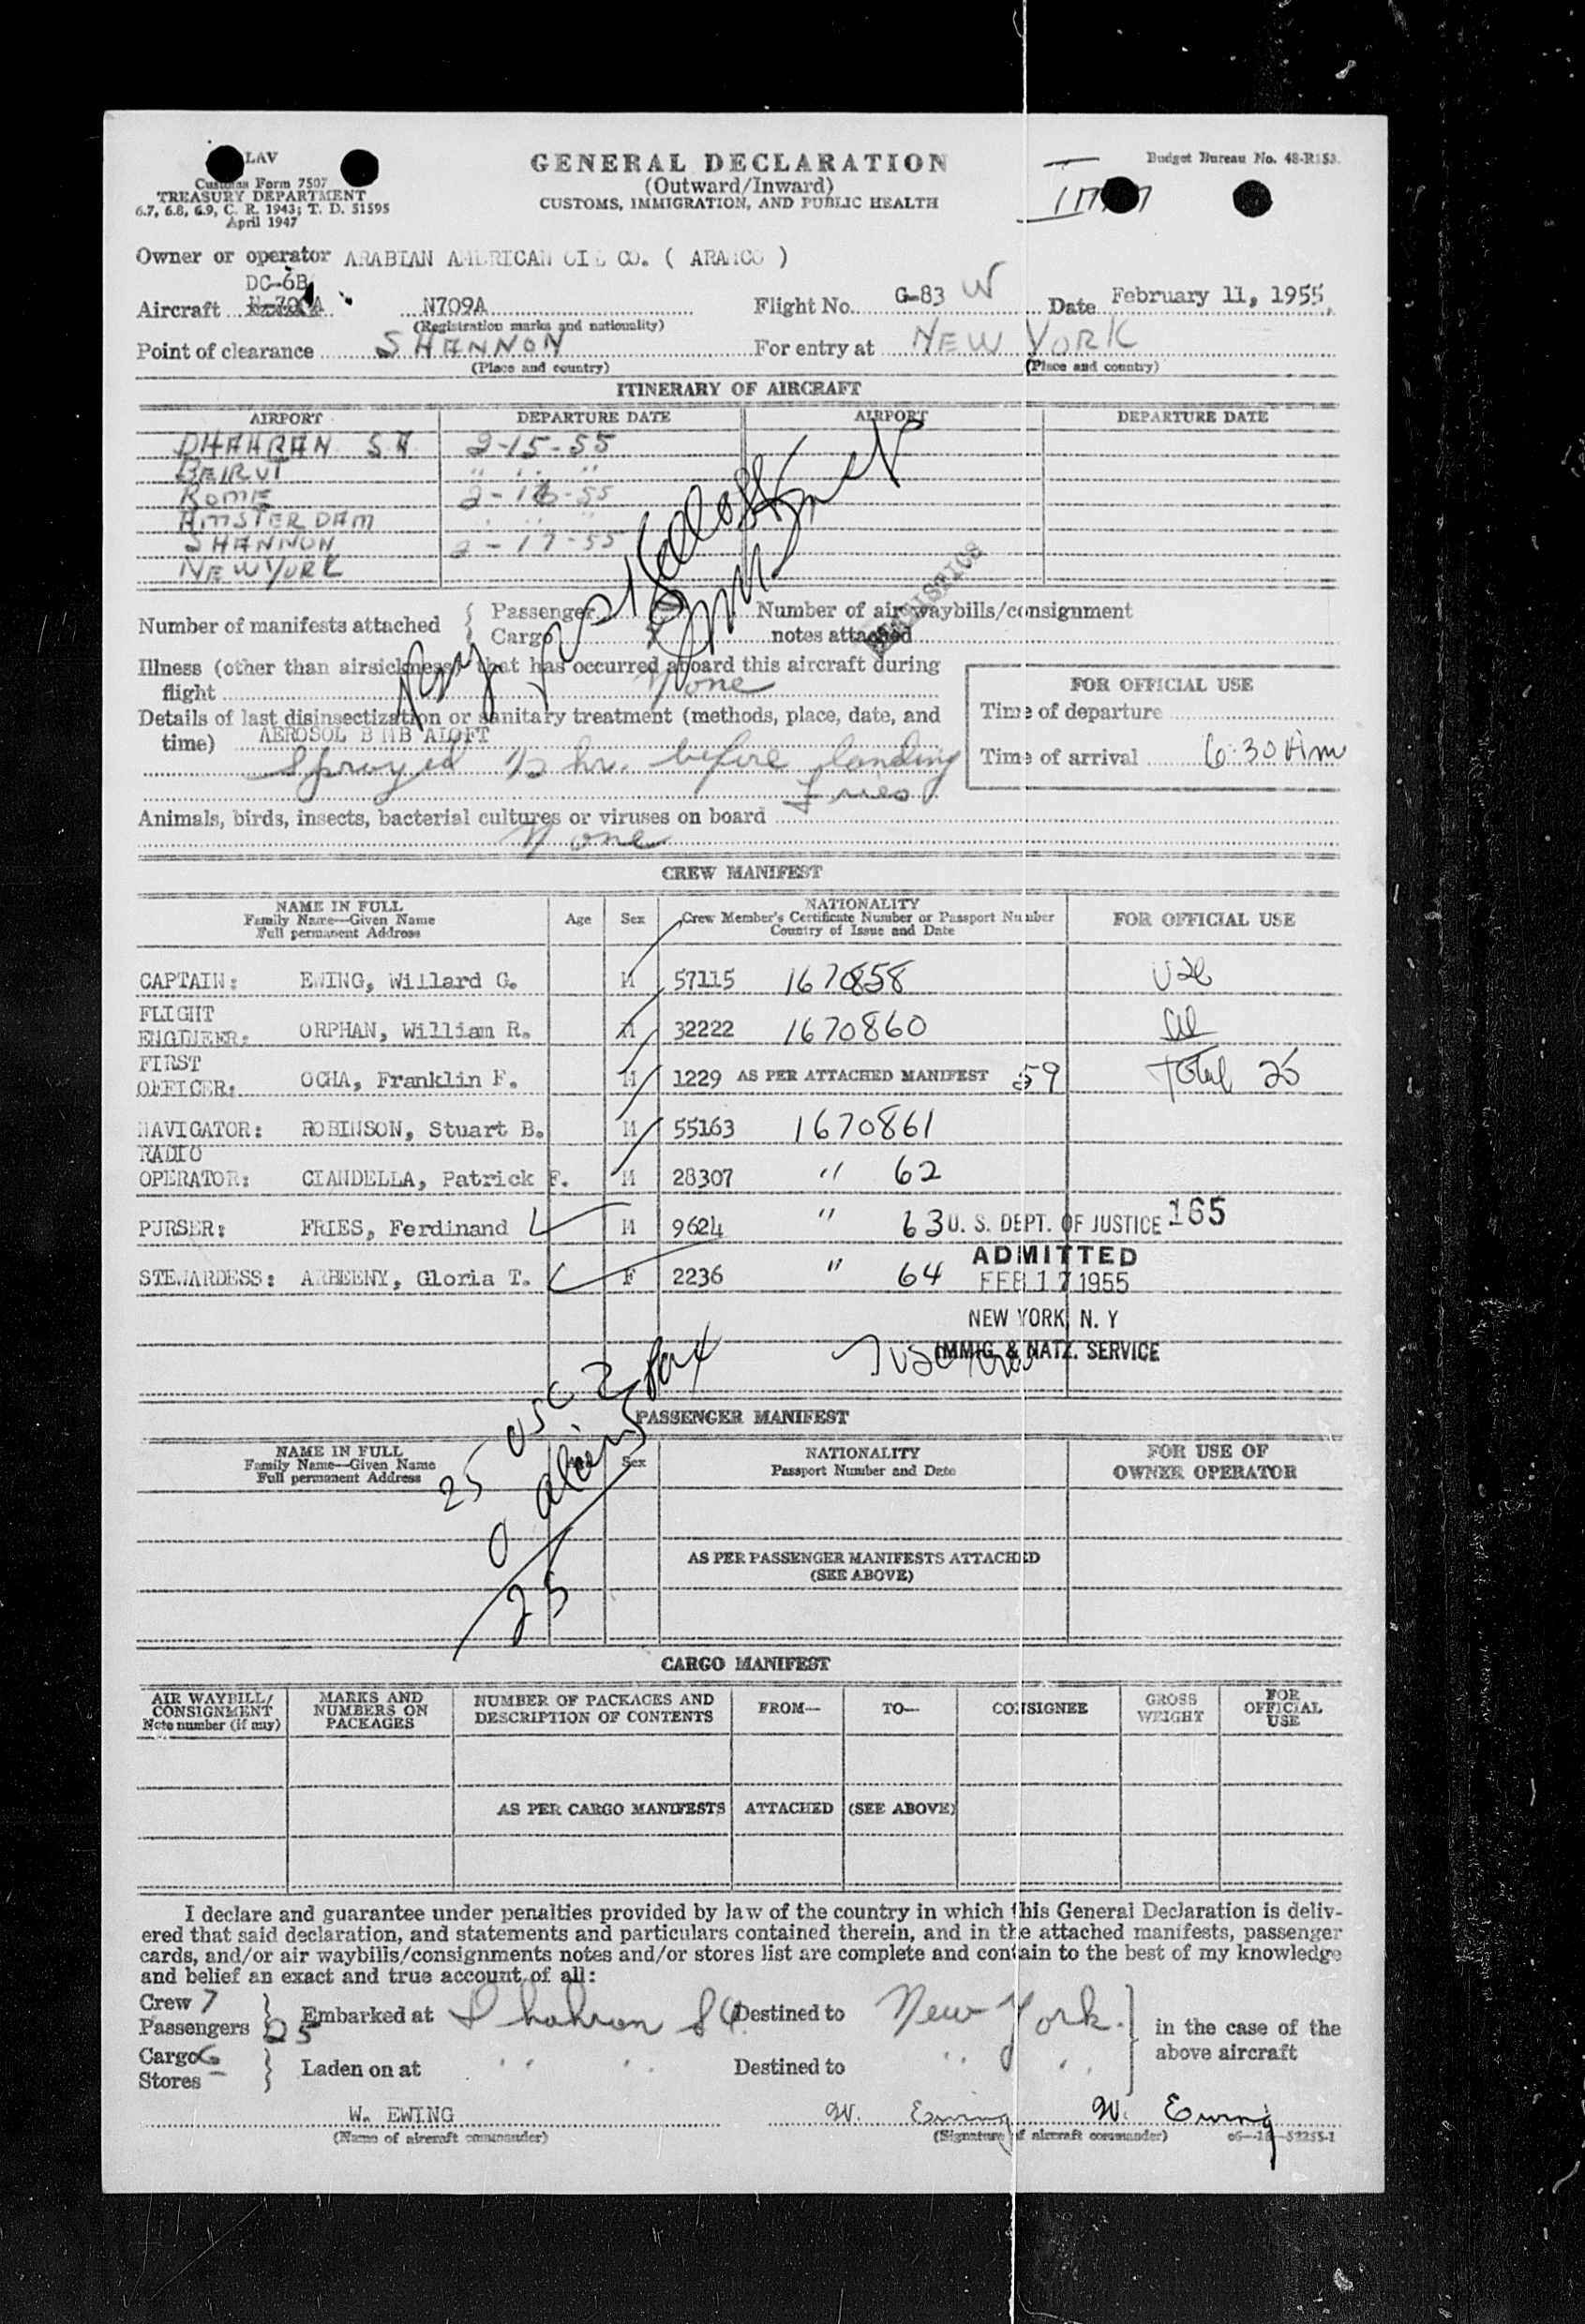 LAV
Customs Form 7507
TREASURY DEPARTMENT
6.7, 6.8, 6.9, C. R. 1943; T. D. 51595
April 1947
GENERAL DECLARATION
(Outward/Inward)
CUSTOMS, IMMIGRATION, AND PUBLIC HEALTH
Budget Bureau No. 48-R153.
Owner or operator ARABIAN AMERICAN OIL CO. ( ARAMCO )
DC-6B
Aircraft N709A Flight No. G-83 W Date February 11, 1955
(Registration marks and nationality)
Point of clearance SHANNON For entry at NEW YORK
(Place and country) (Place and country)
ITINERARY OF AIRCRAFT
AIRPORT DEPARTURE DATE AIRPORT DEPARTURE DATE
DHAHRAN SA 2-15-55
BEIRUT " " "
ROME 2-16-55
AMSTERDAM " " "
SHANNON 2-17-55
NEW YORK
Number of manifests attached { Passenger Number of air waybills/consignment
Cargo notes attached
STATISTICS
Illness (other than airsickness) that has occurred aboard this aircraft during
flight None
FOR OFFICIAL USE
Details of last disinsectization or sanitary treatment (methods, place, date, and
Time of departure
time) AEROSOL BMB ALOFT
Sprayed 1/2 hr. before landing
Time of arrival 6:30 Am
Fries
Animals, birds, insects, bacterial cultures or viruses on board
None
CREW MANIFEST
NAME IN FULL
Family Name—Given Name
Full permanent Address
Age Sex
NATIONALITY
Crew Member's Certificate Number or Passport Number
Country of Issue and Date
FOR OFFICIAL USE
CAPTAIN: EWING, Willard G. M 57115 1670858 USC
FLIGHT
ENGINEER: ORPHAN, William R. M 32222 1670860
FIRST
OFFICER: OCHA, Franklin F. M 1229 AS PER ATTACHED MANIFEST 59 Total 25
NAVIGATOR: ROBINSON, Stuart B. M 55163 1670861
RADIO
OPERATOR: CIANDELLA, Patrick F. M 28307 " 62
PURSER: FRIES, Ferdinand M 9624 " 63
STEWARDESS: ARBEENY, Gloria T. F 2236 " 64
U. S. DEPT. OF JUSTICE 165
ADMITTED
FEB 17 1955
NEW YORK, N. Y
IMMIG. & NATZ. SERVICE
7 USC Crew
25 USC
0 aliens
25
Pax
PASSENGER MANIFEST
NAME IN FULL
Family Name—Given Name
Full permanent Address
Sex
NATIONALITY
Passport Number and Date
FOR USE OF
OWNER OPERATOR
AS PER PASSENGER MANIFESTS ATTACHED
(SEE ABOVE)
CARGO MANIFEST
AIR WAYBILL/
CONSIGNMENT
Note number (if any)
MARKS AND
NUMBERS ON
PACKAGES
NUMBER OF PACKAGES AND
DESCRIPTION OF CONTENTS
FROM— TO— CONSIGNEE
GROSS
WEIGHT
FOR
OFFICIAL
USE
AS PER CARGO MANIFESTS ATTACHED (SEE ABOVE)
I declare and guarantee under penalties provided by law of the country in which this General Declaration is deliv-
ered that said declaration, and statements and particulars contained therein, and in the attached manifests, passenger
cards, and/or air waybills/consignments notes and/or stores list are complete and contain to the best of my knowledge
and belief an exact and true account of all:
Crew 7
Passengers 25 } Embarked at Dhahran SA. Destined to New York. } in the case of the
Cargo
Stores } Laden on at " " Destined to " " above aircraft
W. EWING W. Ewing W. Ewing
(Name of aircraft commander) (Signature of aircraft commander) c6—16—52255-1